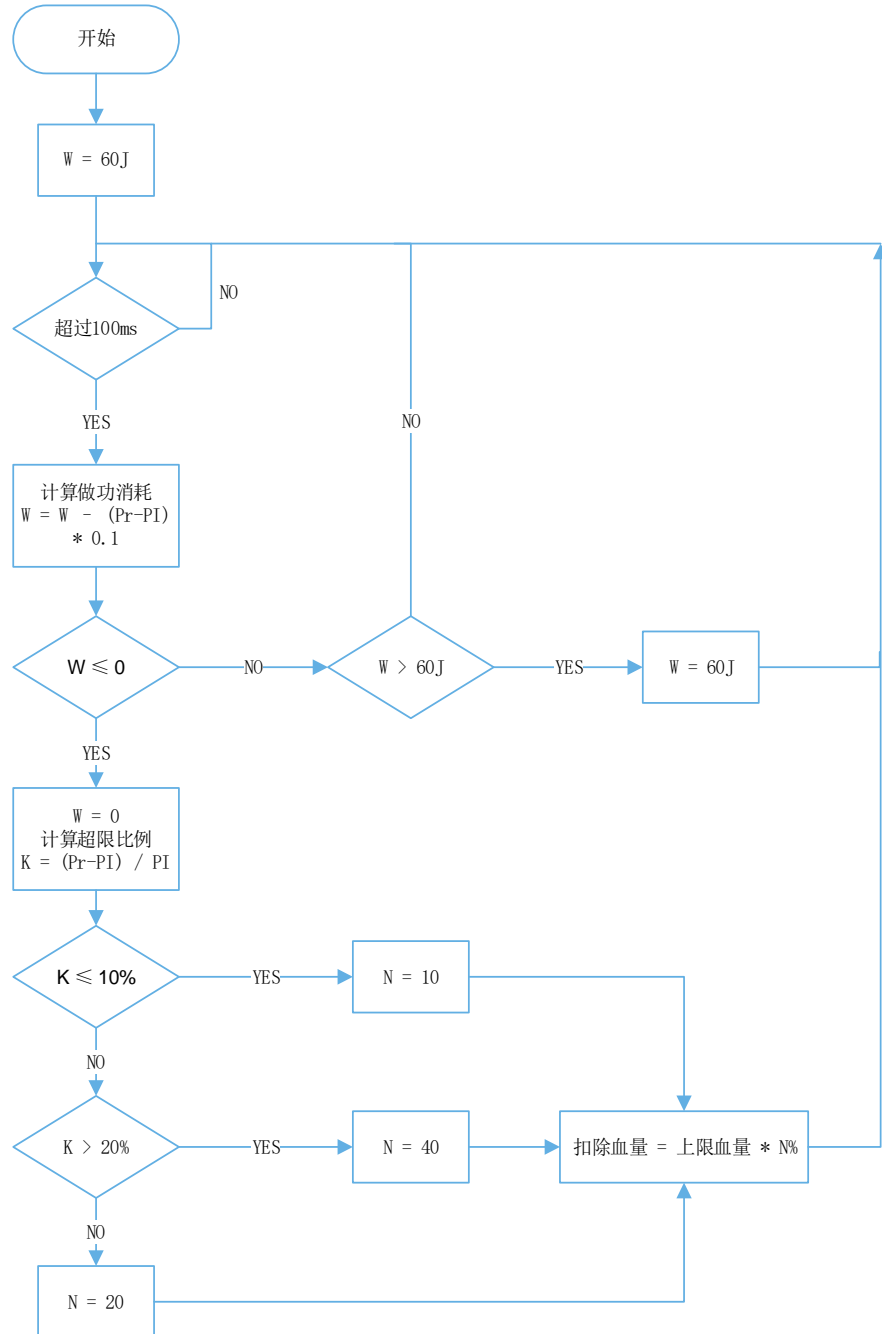 开始
W = 60J
NO
超过100ms
YES
NO
计算做功消耗
W = W - (Pr-PI)
* 0.1
W ≤ 0
NO
W > 60J
YES
W = 60J
YES
W = 0
计算超限比例
K = (Pr-PI) / PI
K ≤ 10%
YES
N = 10
NO
K > 20%
YES
N = 40
扣除血量 = 上限血量 * N%
NO
N = 20